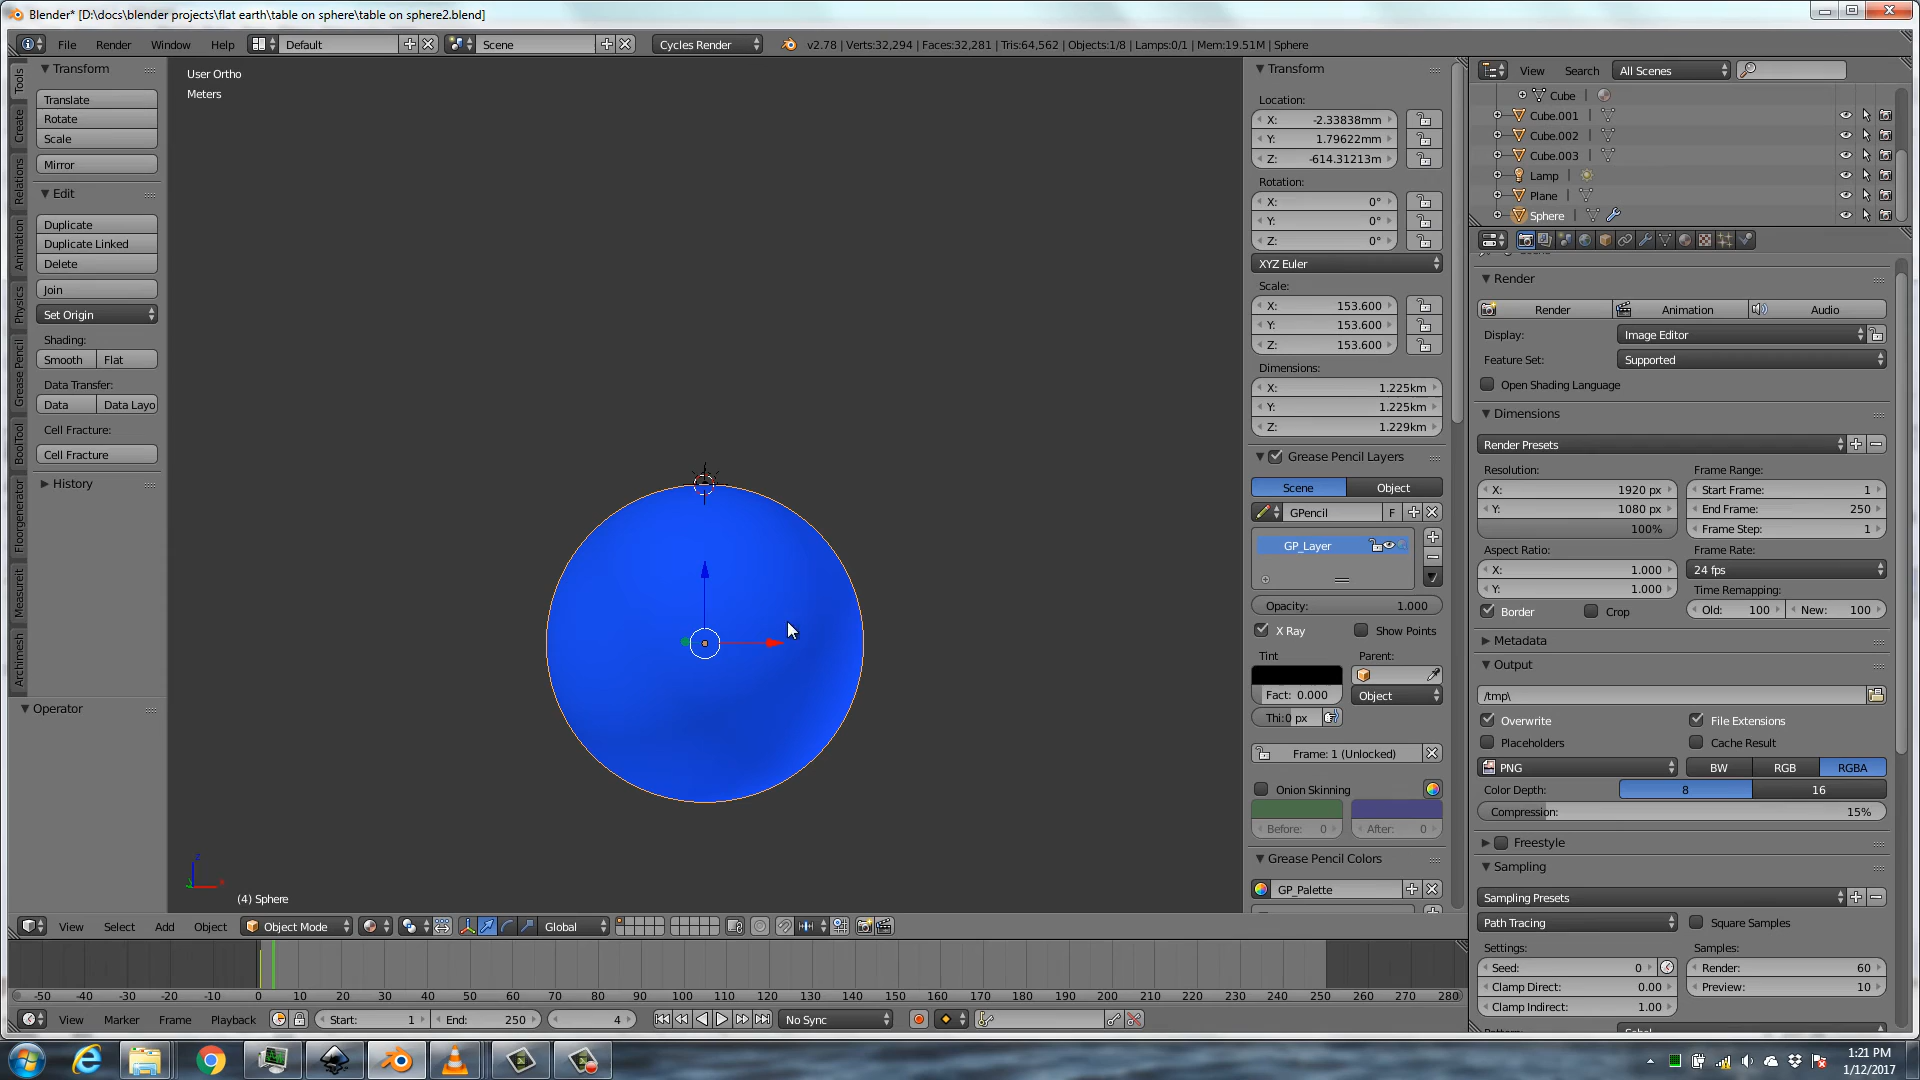 Blender* [D:\docs\blender projects\flat earth\table on sphere\table on sphere2.blend]
File Render Window Help Default Scene Cycles Render v2.78 | Verts:32,294 | Faces:32,281 | Tris:64,562 | Objects:1/8 | Lamps:0/1 | Mem:19.51M | Sphere
Tools
Create
Relations
Animation
Physics
Grease Pencil
BoolTool
Floorgenerator
Measureit
Archimesh
Transform
Translate
Rotate
Scale
Mirror
Edit
Duplicate
Duplicate Linked
Delete
Join
Set Origin
Shading:
Smooth Flat
Data Transfer:
Data Data Layo
Cell Fracture:
Cell Fracture
History
Operator
User Ortho
Meters
(4) Sphere
Transform
Location:
X: -2.33838mm
Y: 1.79622mm
Z: -614.31213m
Rotation:
X: 0°
Y: 0°
Z: 0°
XYZ Euler
Scale:
X: 153.600
Y: 153.600
Z: 153.600
Dimensions:
X: 1.225km
Y: 1.225km
Z: 1.229km
Grease Pencil Layers
Scene Object
GPencil F
GP_Layer
Opacity: 1.000
X Ray Show Points
Tint Parent:
Fact: 0.000 Object
Thi:0 px
Frame: 1 (Unlocked)
Onion Skinning
Before: 0 After: 0
Grease Pencil Colors
GP_Palette
View Search All Scenes
Cube
Cube.001
Cube.002
Cube.003
Lamp
Plane
Sphere
Render
Render Animation Audio
Display: Image Editor
Feature Set: Supported
Open Shading Language
Dimensions
Render Presets
Resolution: Frame Range:
X: 1920 px Start Frame: 1
Y: 1080 px End Frame: 250
100% Frame Step: 1
Aspect Ratio: Frame Rate:
X: 1.000 24 fps
Y: 1.000 Time Remapping:
Border Crop Old: 100 New: 100
Metadata
Output
/tmp\
Overwrite File Extensions
Placeholders Cache Result
PNG BW RGB RGBA
Color Depth: 8 16
Compression: 15%
Freestyle
Sampling
Sampling Presets
Path Tracing Square Samples
Settings: Samples:
Seed: 0 Render: 60
Clamp Direct: 0.00 Preview: 10
Clamp Indirect: 1.00
View Select Add Object Object Mode Global
-50 -40 -30 -20 -10 0 10 20 30 40 50 60 70 80 90 100 110 120 130 140 150 160 170 180 190 200 210 220 230 240 250 260 270 280
View Marker Frame Playback Start: 1 End: 250 4 No Sync
1:21 PM
1/12/2017